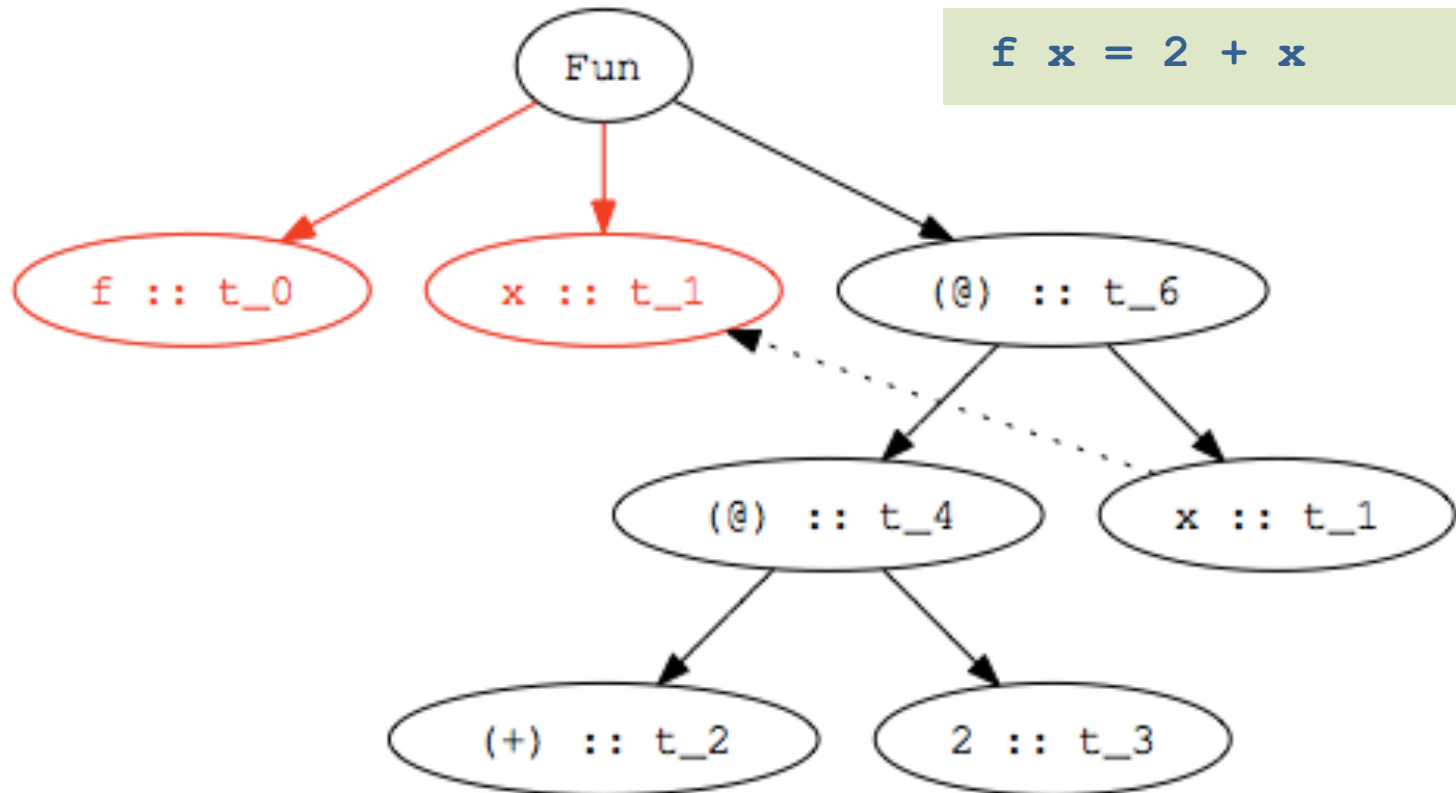 Fun
f x = 2 + x
f :: t_0
x :: t_1
(@) :: t_6
(@) :: t_4
x :: t_1
(+) :: t_2
2 :: t_3